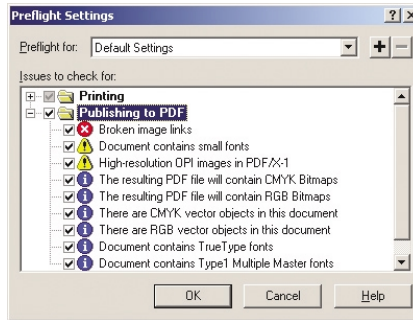 Preflight Settings
Preflight for: Default Settings
Issues to check for:
Printing
Publishing to PDF
Broken image links
Document contains small fonts
High-resolution OPI images in PDF/X-1
The resulting PDF file will contain CMYK Bitmaps
The resulting PDF file will contain RGB Bitmaps
There are CMYK vector objects in this document
There are RGB vector objects in this document
Document contains TrueType fonts
Document contains Type1 Multiple Master fonts
OK Cancel Help